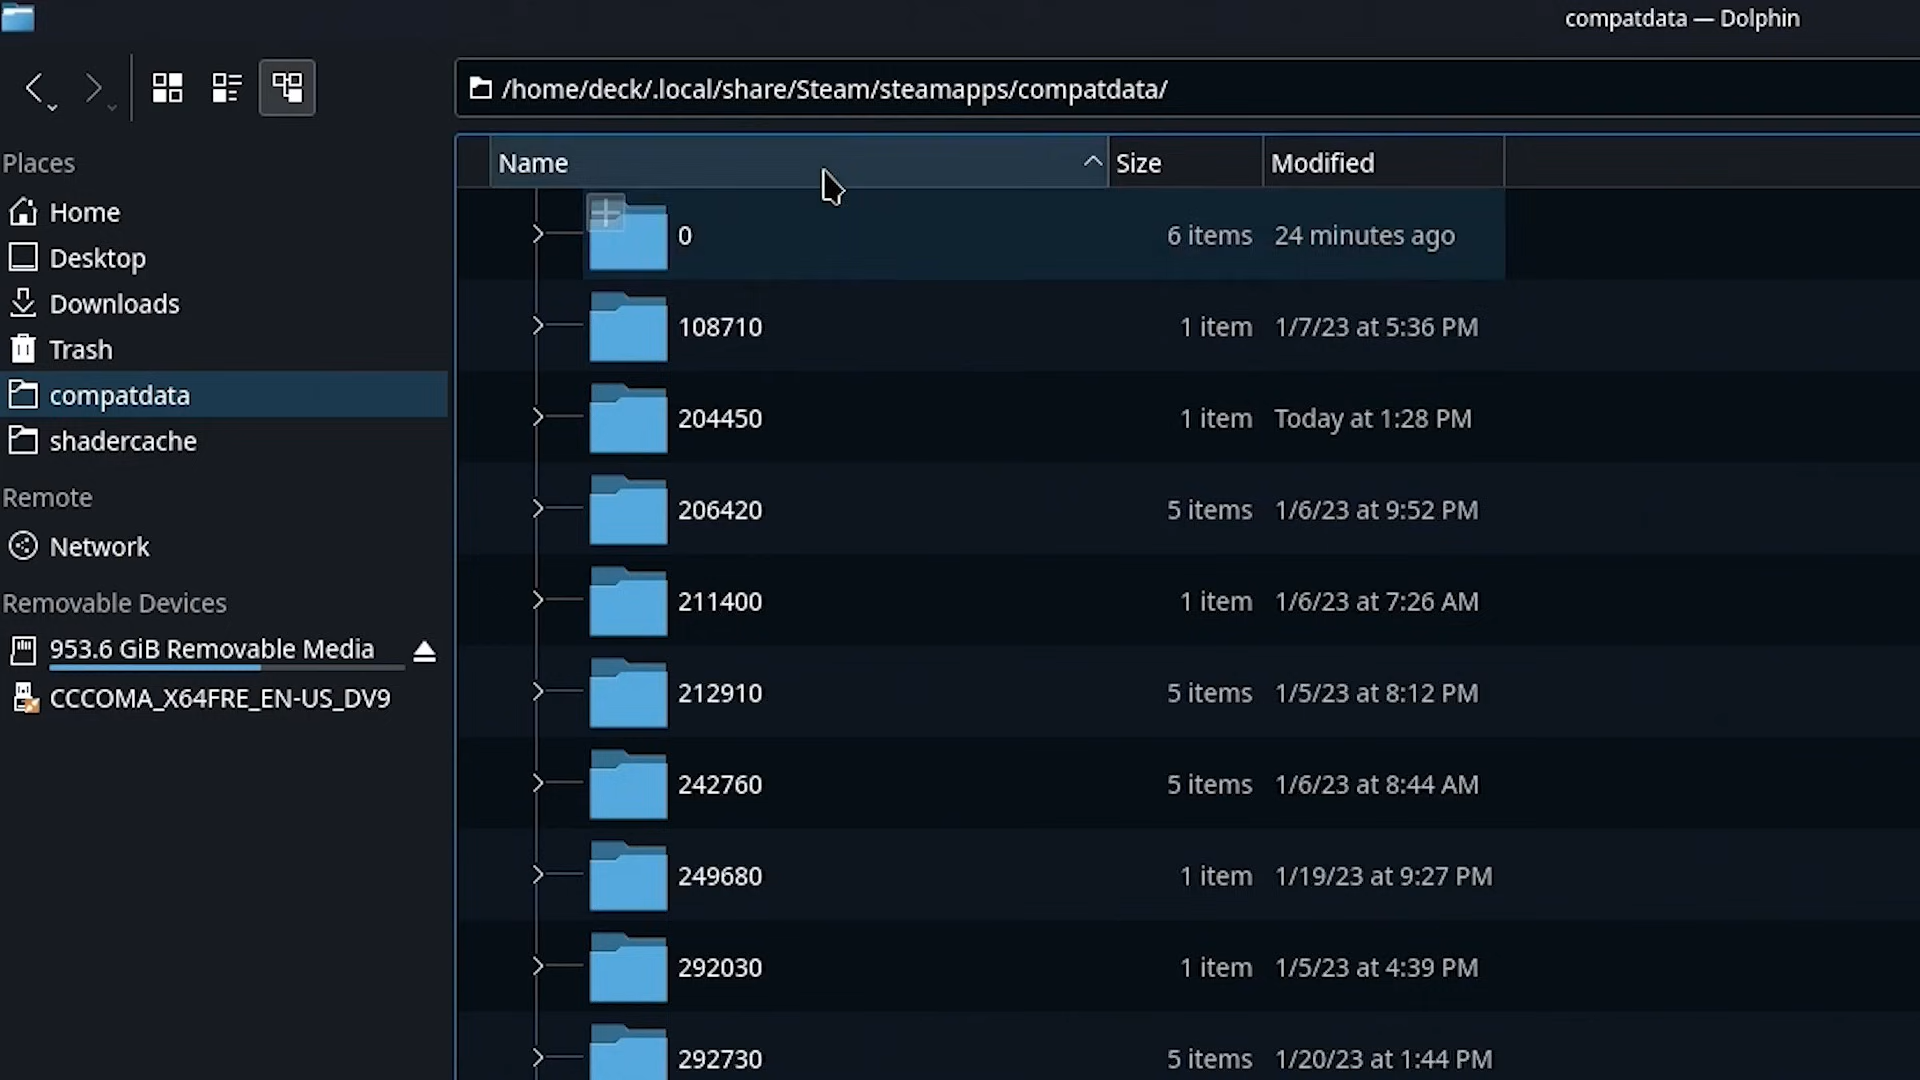 compatdata — Dolphin
/home/deck/.local/share/Steam/steamapps/compatdata/
Places
Home
Desktop
Downloads
Trash
compatdata
shadercache
Remote
Network
Removable Devices
953.6 GiB Removable Media
CCCOMA_X64FRE_EN-US_DV9
Name Size Modified
0 6 items 24 minutes ago
108710 1 item 1/7/23 at 5:36 PM
204450 1 item Today at 1:28 PM
206420 5 items 1/6/23 at 9:52 PM
211400 1 item 1/6/23 at 7:26 AM
212910 5 items 1/5/23 at 8:12 PM
242760 5 items 1/6/23 at 8:44 AM
249680 1 item 1/19/23 at 9:27 PM
292030 1 item 1/5/23 at 4:39 PM
292730 5 items 1/20/23 at 1:44 PM